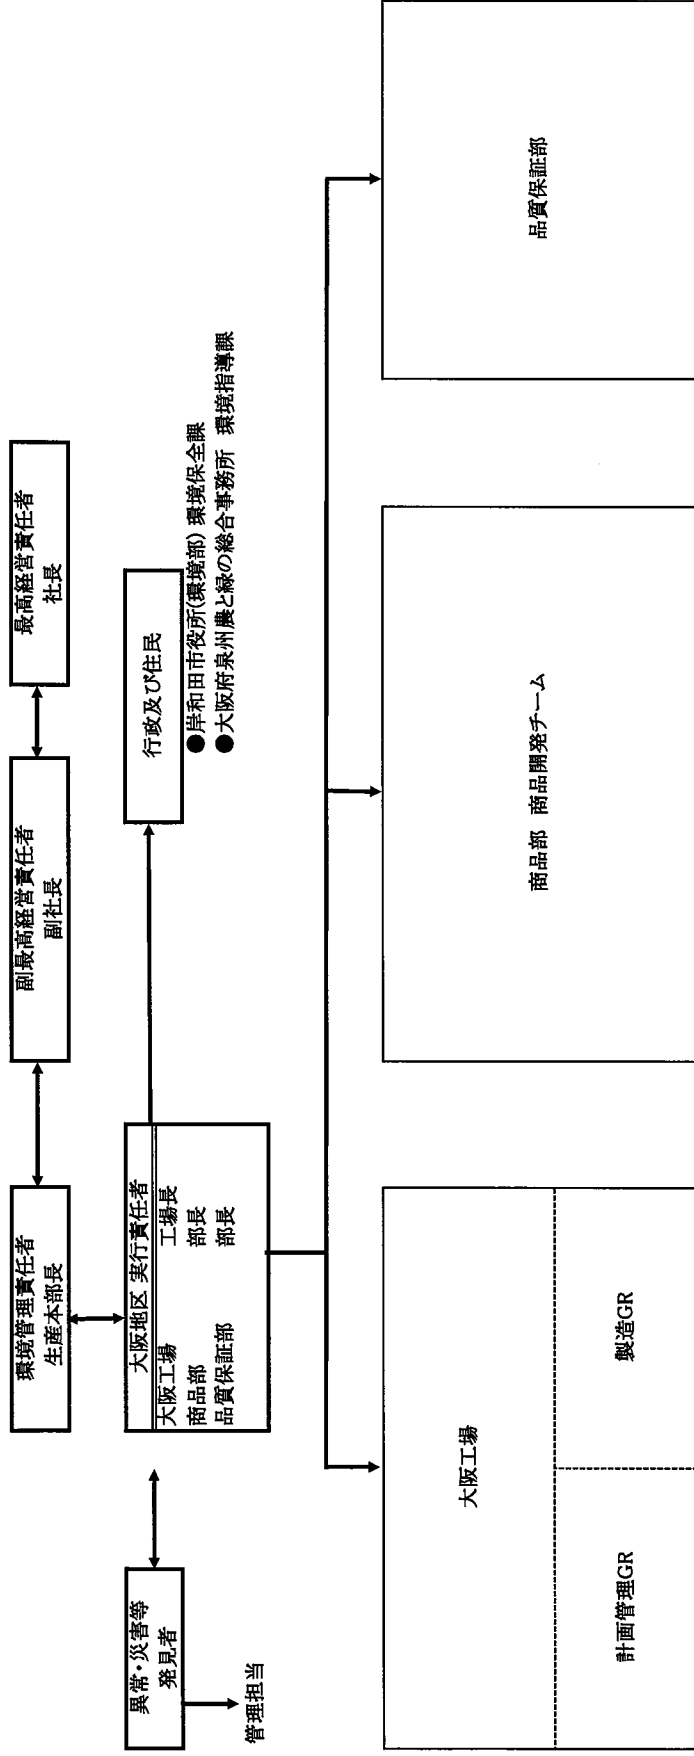 環境管理責任者
生産本部長
副最高経営責任者
副社長
最高経営責任者
社長
異常・災害等
発見者
管理担当
大阪地区 実行責任者
大阪工場 工場長
商品部 部長
品質保証部 部長
行政及び住民
●岸和田市役所(環境部) 環境保全課
●大阪府泉州農と緑の総合事務所 環境指導課
大阪工場
計画管理GR
製造GR
商品部 商品開発チーム
品質保証部